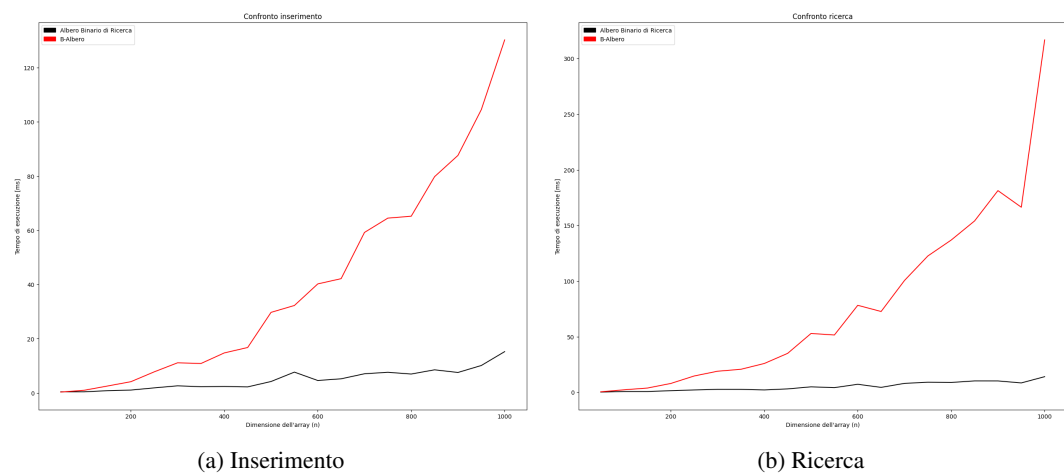 Confronto inserimento
Albero Binario di Ricerca
B-Albero
Tempo di esecuzione [ms]
120
100
80
60
40
20
0
200
400
600
800
1000
Dimensione dell'array (n)
(a) Inserimento
Confronto ricerca
Albero Binario di Ricerca
B-Albero
Tempo di esecuzione [ms]
300
250
200
150
100
50
0
200
400
600
800
1000
Dimensione dell'array (n)
(b) Ricerca